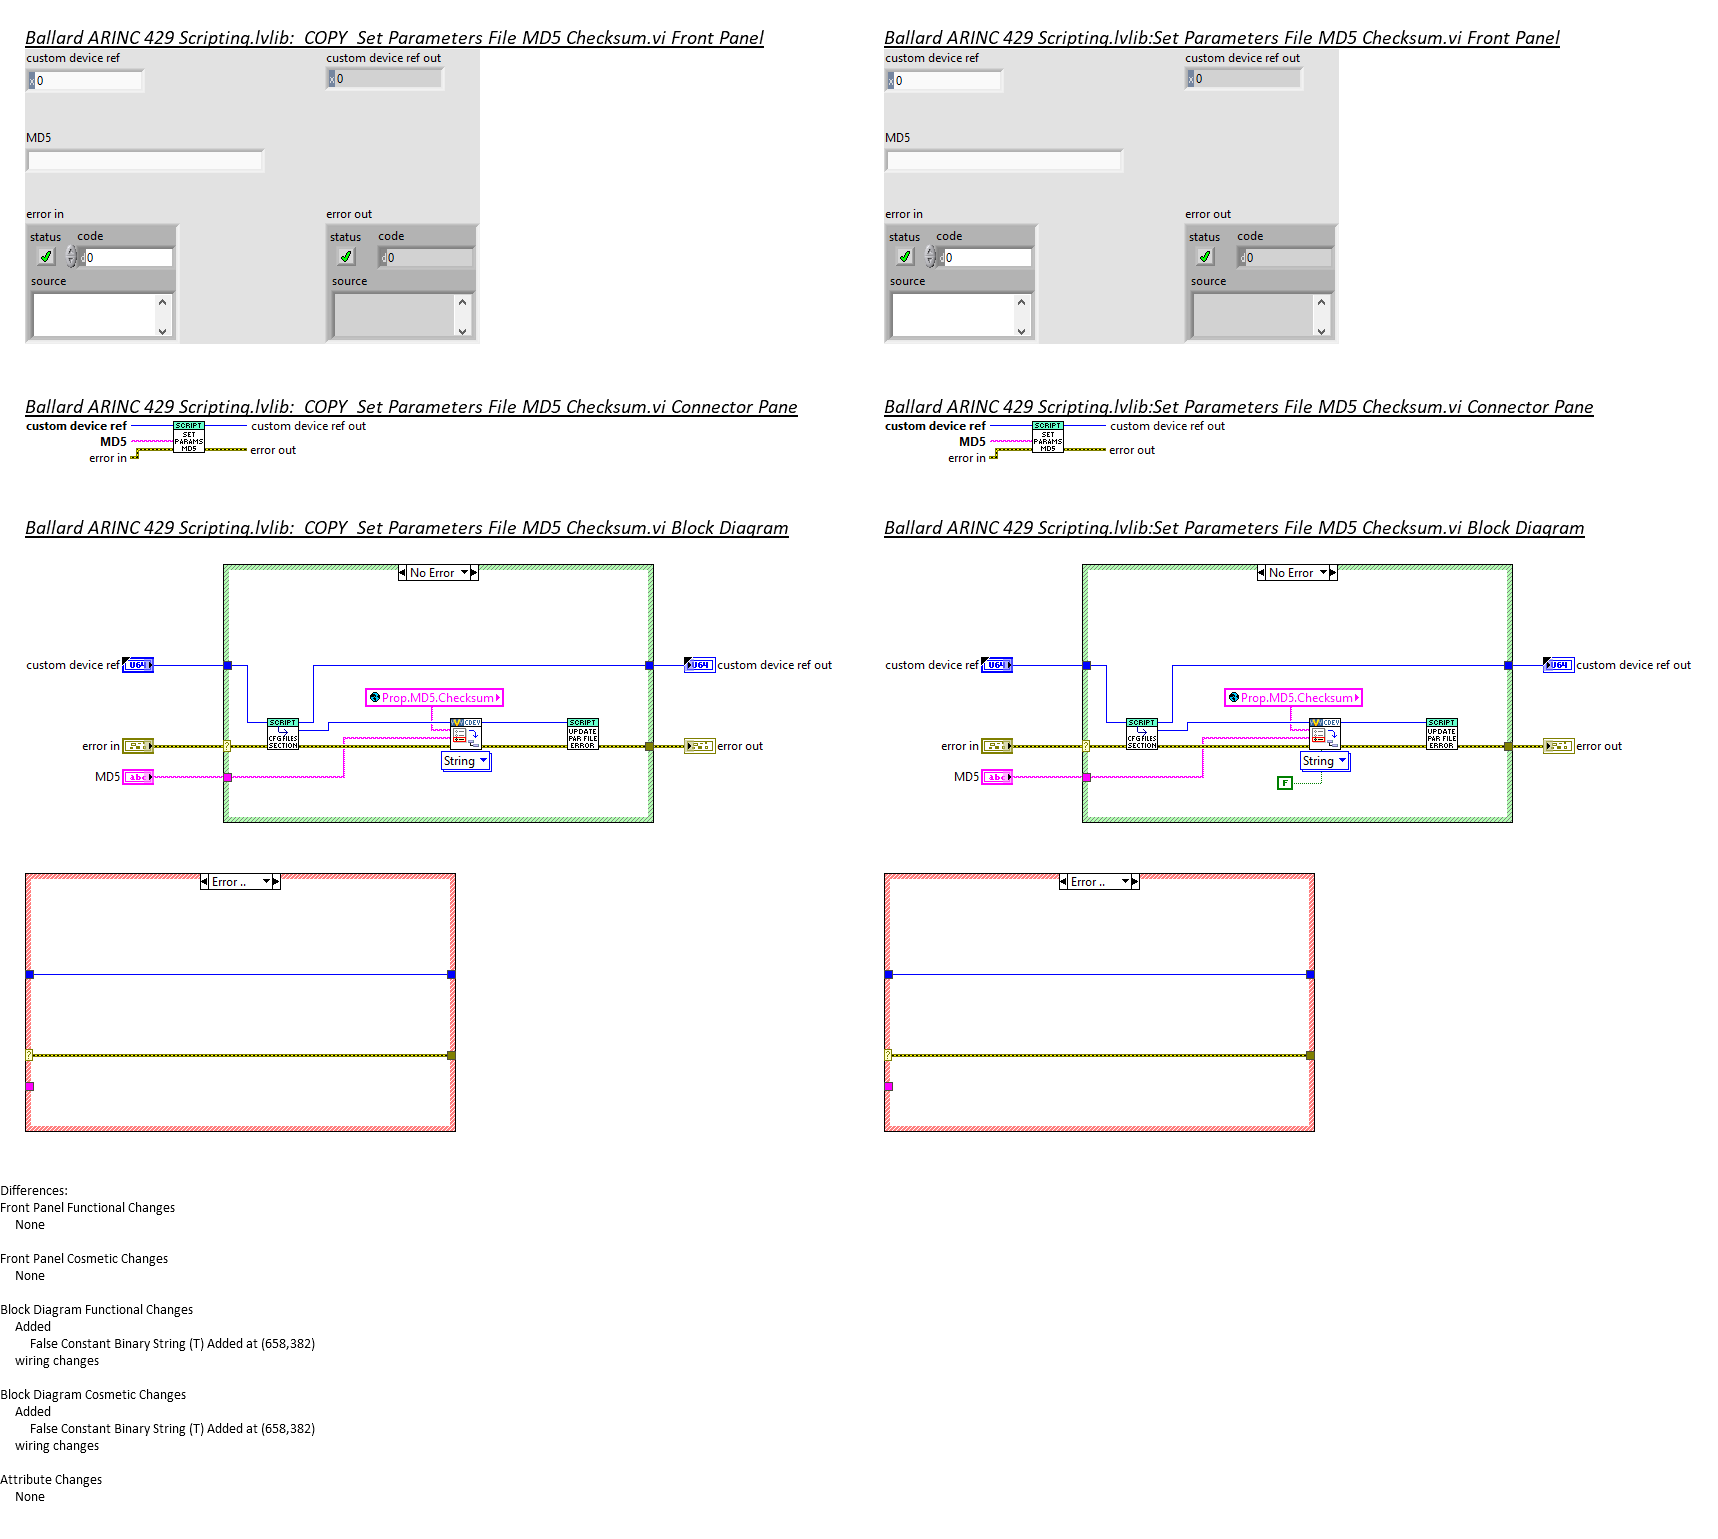 Ballard ARINC 429 Scripting.lvlib:_COPY_Set Parameters File MD5 Checksum.vi Front Panel
custom device ref
custom device ref out
x 0
x 0
MD5
error in
error out
status
code
status
code
d 0
d 0
source
source
Ballard ARINC 429 Scripting.lvlib:Set Parameters File MD5 Checksum.vi Front Panel
custom device ref
custom device ref out
x 0
x 0
MD5
error in
error out
status
code
status
code
d 0
d 0
source
source
Ballard ARINC 429 Scripting.lvlib:_COPY_Set Parameters File MD5 Checksum.vi Connector Pane
custom device ref
SCRIPT
SET
PARAMS
MD5
custom device ref out
MD5
error in
error out
Ballard ARINC 429 Scripting.lvlib:Set Parameters File MD5 Checksum.vi Connector Pane
custom device ref
SCRIPT
SET
PARAMS
MD5
custom device ref out
MD5
error in
error out
Ballard ARINC 429 Scripting.lvlib:_COPY_Set Parameters File MD5 Checksum.vi Block Diagram
No Error
custom device ref
U64
U64
custom device ref out
Prop.MD5.Checksum
SCRIPT
CFG FILES
SECTION
CDEV
SCRIPT
UPDATE
PAR FILE
ERROR
error in
?
error out
String
MD5
abc
Error ..
?
Ballard ARINC 429 Scripting.lvlib:Set Parameters File MD5 Checksum.vi Block Diagram
No Error
custom device ref
U64
U64
custom device ref out
Prop.MD5.Checksum
SCRIPT
CFG FILES
SECTION
CDEV
SCRIPT
UPDATE
PAR FILE
ERROR
error in
?
error out
String
MD5
abc
F
Error ..
?
Differences:
Front Panel Functional Changes
None
Front Panel Cosmetic Changes
None
Block Diagram Functional Changes
Added
False Constant Binary String (T) Added at (658,382)
wiring changes
Block Diagram Cosmetic Changes
Added
False Constant Binary String (T) Added at (658,382)
wiring changes
Attribute Changes
None